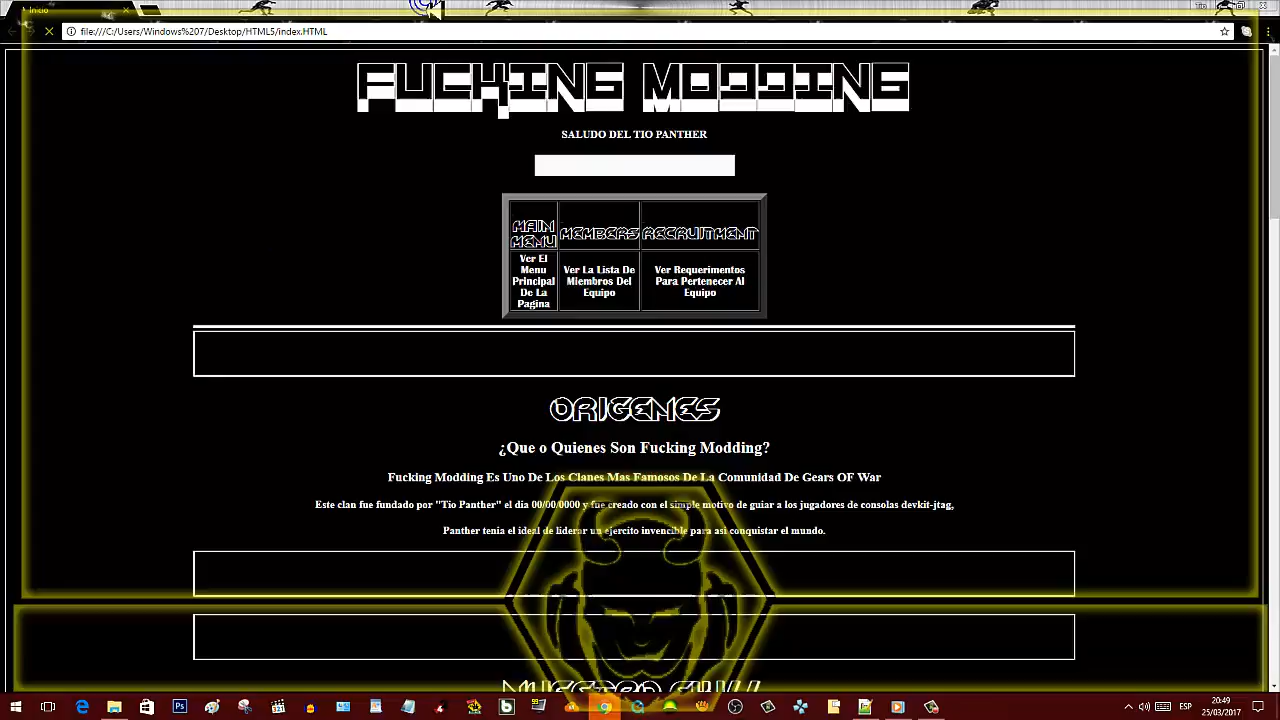 Inicio
Tio
file:///C:/Users/Windows%207/Desktop/HTML5/index.HTML
FUCKING MODDING
SALUDO DEL TIO PANTHER
MAIN MENU
MEMBERS
RECRUITMENT
Ver El Menu Principal De La Pagina
Ver La Lista De Miembros Del Equipo
Ver Requerimentos Para Pertenecer Al Equipo
ORIGENES
¿Que o Quienes Son Fucking Modding?
Fucking Modding Es Uno De Los Clanes Mas Famosos De La Comunidad De Gears OF War
Este clan fue fundado por "Tio Panther" el dia 00/00/0000 y fue creado con el simple motivo de guiar a los jugadores de consolas devkit-jtag,
Panther tenia el ideal de liderar un ejercito invencible para asi conquistar el mundo.
ESP
20:49
25/03/2017